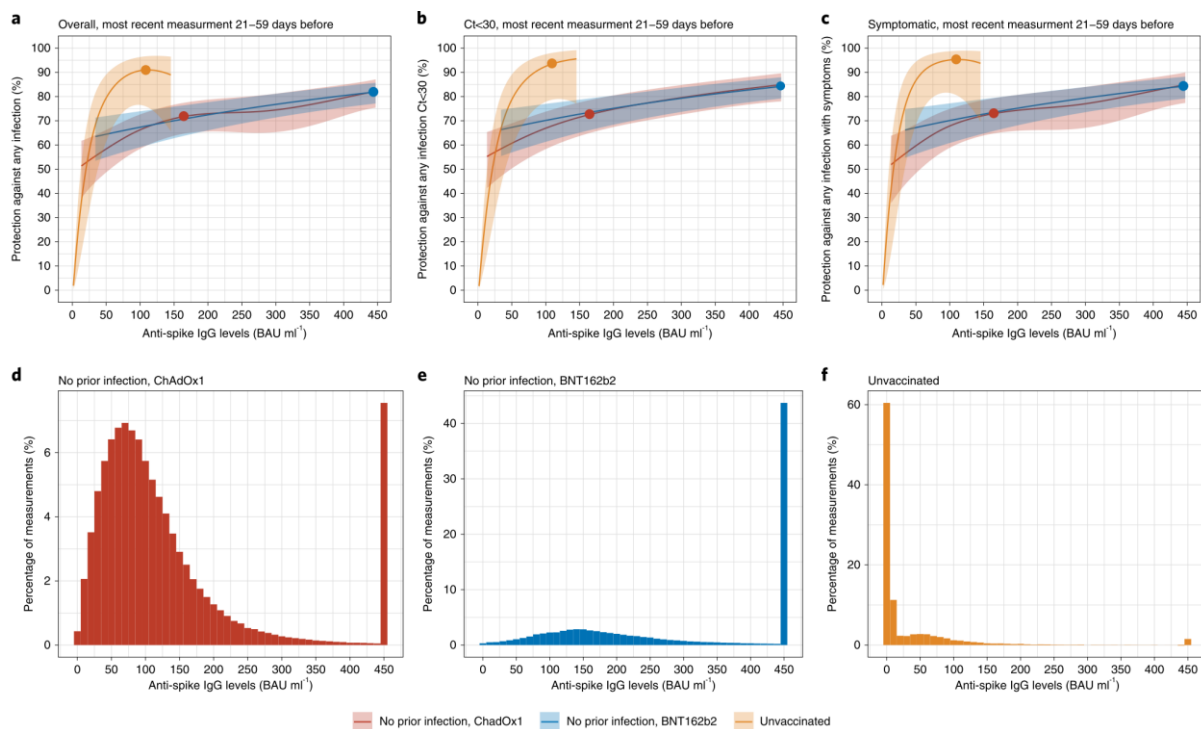 a Overall, most recent measurment 21–59 days before
Protection against any infection (%)
100
90
80
70
60
50
40
30
20
10
0
0 50 100 150 200 250 300 350 400 450
Anti-spike IgG levels (BAU ml⁻¹)
b Ct<30, most recent measurment 21–59 days before
Protection against any infection Ct<30 (%)
100
90
80
70
60
50
40
30
20
10
0
0 50 100 150 200 250 300 350 400 450
Anti-spike IgG levels (BAU ml⁻¹)
c Symptomatic, most recent measurment 21–59 days before
Protection against any infection with symptoms (%)
100
90
80
70
60
50
40
30
20
10
0
0 50 100 150 200 250 300 350 400 450
Anti-spike IgG levels (BAU ml⁻¹)
d No prior infection, ChAdOx1
Percentage of measurements (%)
6
4
2
0
0 50 100 150 200 250 300 350 400 450
Anti-spike IgG levels (BAU ml⁻¹)
e No prior infection, BNT162b2
Percentage of measurements (%)
40
30
20
10
0
0 50 100 150 200 250 300 350 400 450
Anti-spike IgG levels (BAU ml⁻¹)
f Unvaccinated
Percentage of measurements (%)
60
40
20
0
0 50 100 150 200 250 300 350 400 450
Anti-spike IgG levels (BAU ml⁻¹)
No prior infection, ChadOx1 No prior infection, BNT162b2 Unvaccinated